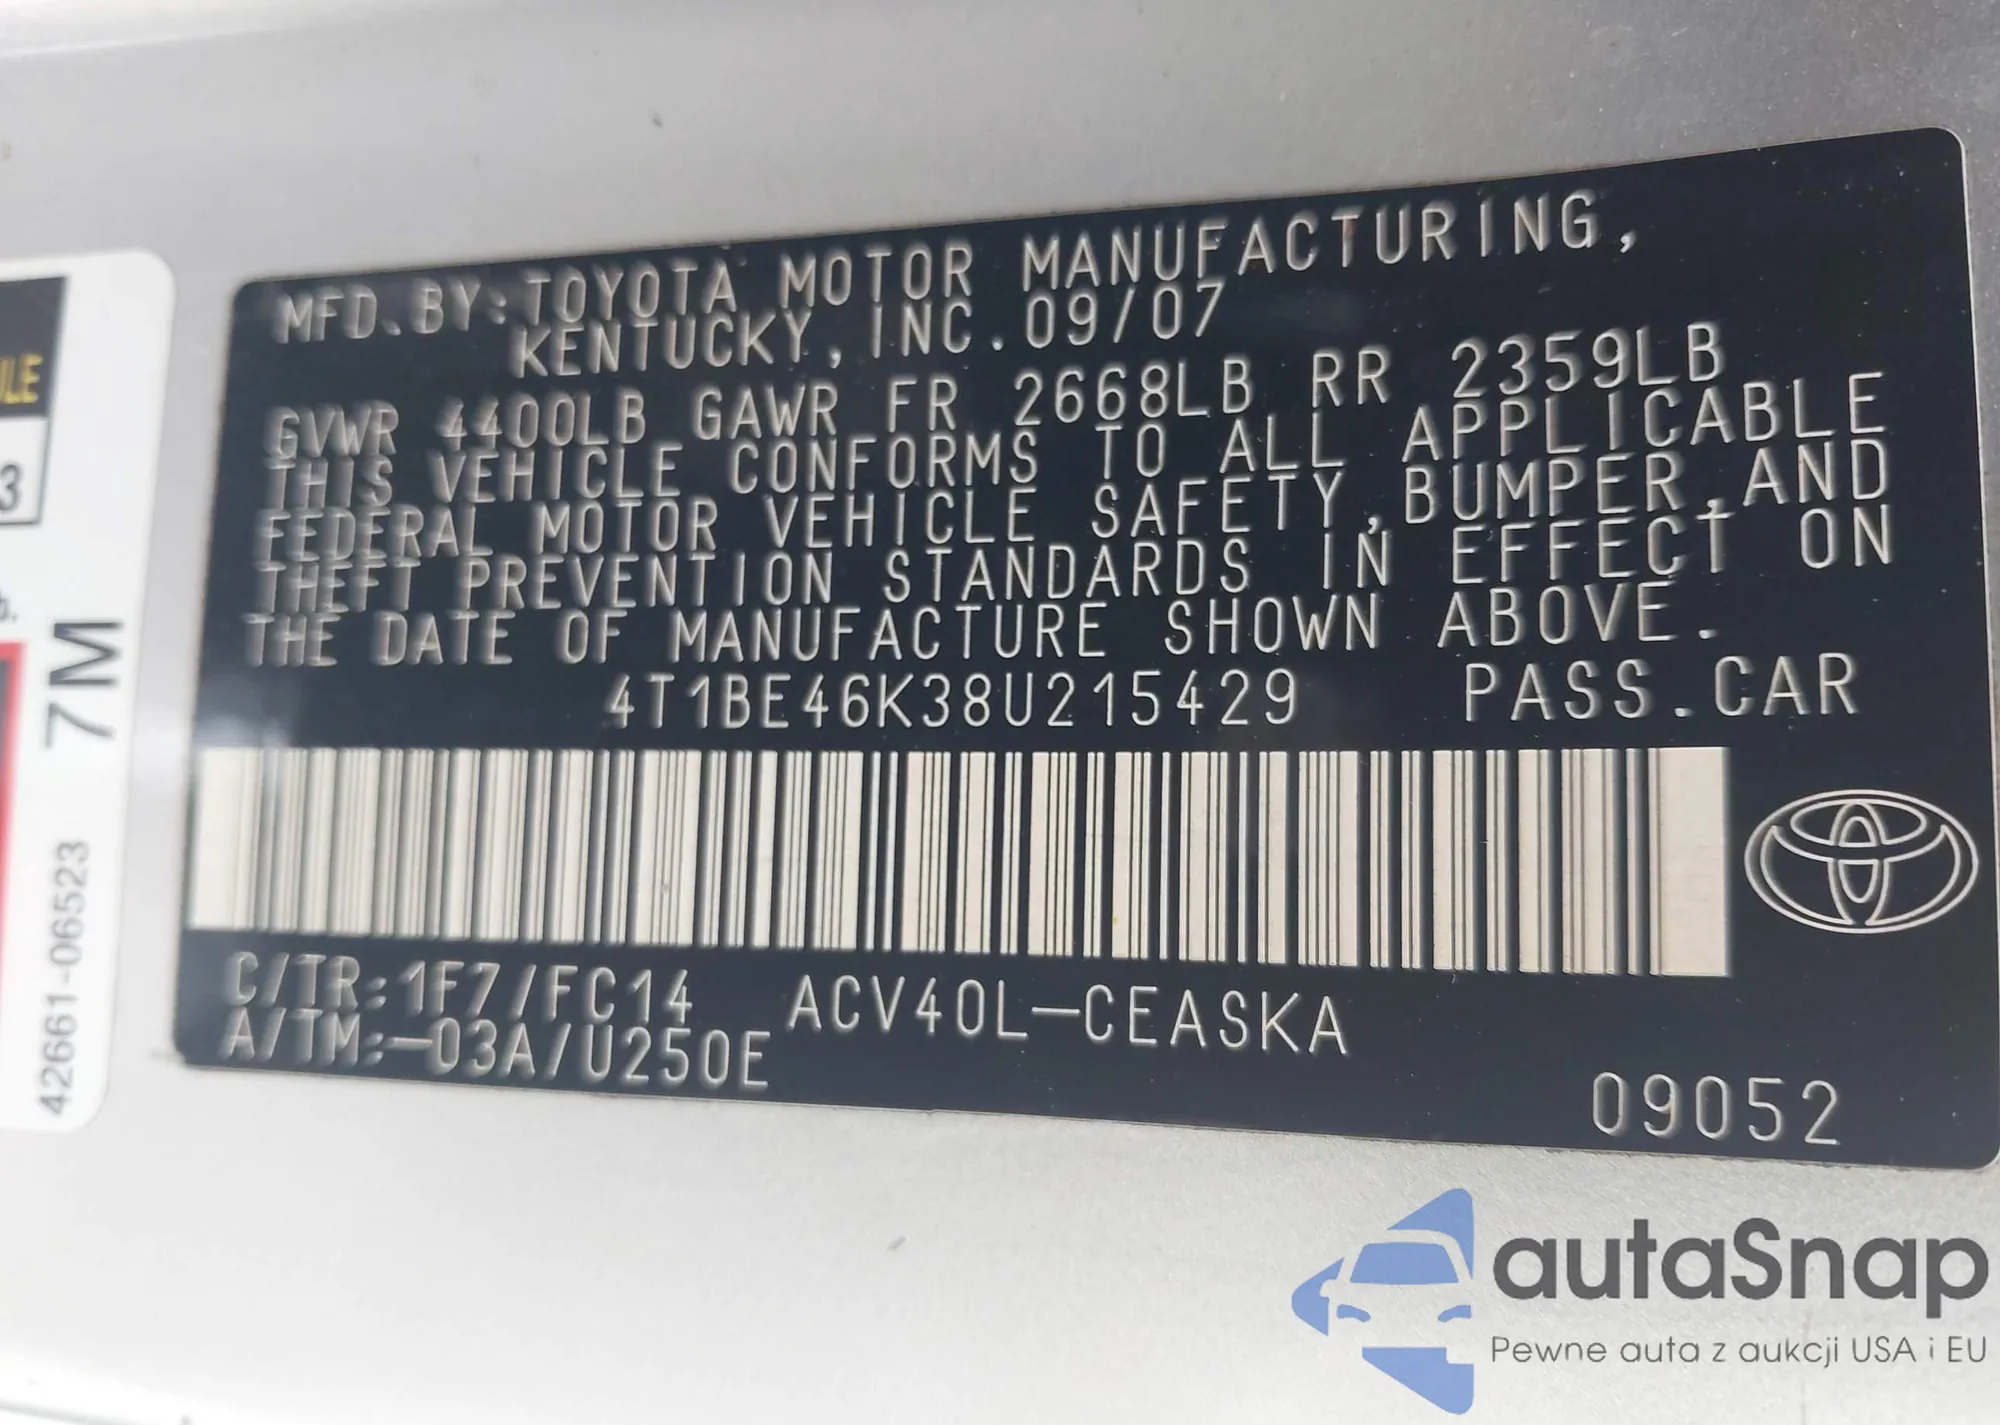 MFD. BY: TOYOTA MOTOR MANUFACTURING,
KENTUCKY, INC. 09/07
GVWR 4400LB GAWR FR 2668LB RR 2359LB
THIS VEHICLE CONFORMS TO ALL APPLICABLE
FEDERAL MOTOR VEHICLE SAFETY, BUMPER, AND
THEFT PREVENTION STANDARDS IN EFFECT ON
THE DATE OF MANUFACTURE SHOWN ABOVE.
4T1BE46K38U215429 PASS. CAR
C/TR: 1F7/FC14 ACV40L-CEASKA
A/TM: -03A/U250E
09052
3
7M
42661-06523
autaSnap
Pewne auta z aukcji USA i EU